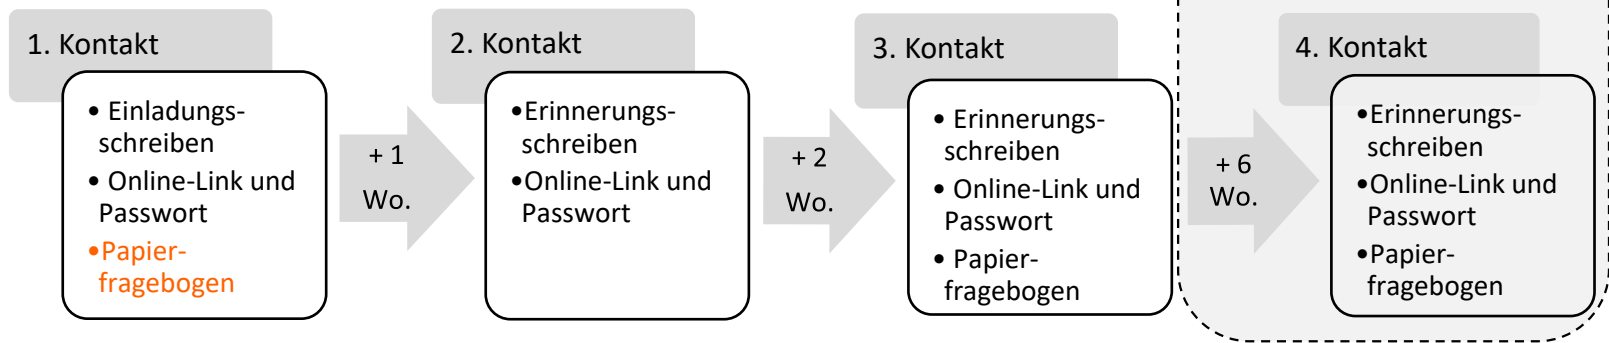 1. Kontakt
• Einladungs-
schreiben
• Online-Link und
Passwort
•Papier-
fragebogen
+ 1
Wo.
2. Kontakt
•Erinnerungs-
schreiben
•Online-Link und
Passwort
+ 2
Wo.
3. Kontakt
• Erinnerungs-
schreiben
• Online-Link und
Passwort
• Papier-
fragebogen
+ 6
Wo.
4. Kontakt
•Erinnerungs-
schreiben
•Online-Link und
Passwort
•Papier-
fragebogen